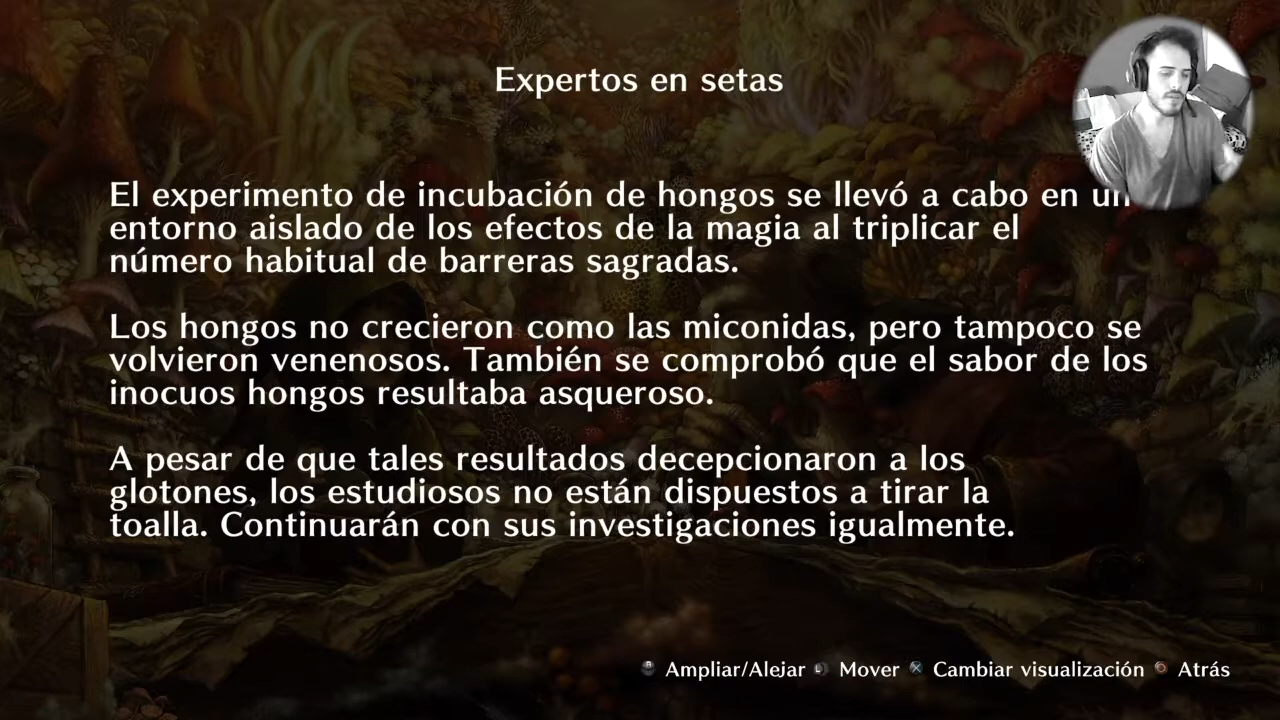 Expertos en setas
El experimento de incubación de hongos se llevó a cabo en un
entorno aislado de los efectos de la magia al triplicar el
número habitual de barreras sagradas.
Los hongos no crecieron como las miconidas, pero tampoco se
volvieron venenosos. También se comprobó que el sabor de los
inocuos hongos resultaba asqueroso.
A pesar de que tales resultados decepcionaron a los
glotones, los estudiosos no están dispuestos a tirar la
toalla. Continuarán con sus investigaciones igualmente.
R Ampliar/Alejar L Mover Cambiar visualización Atrás